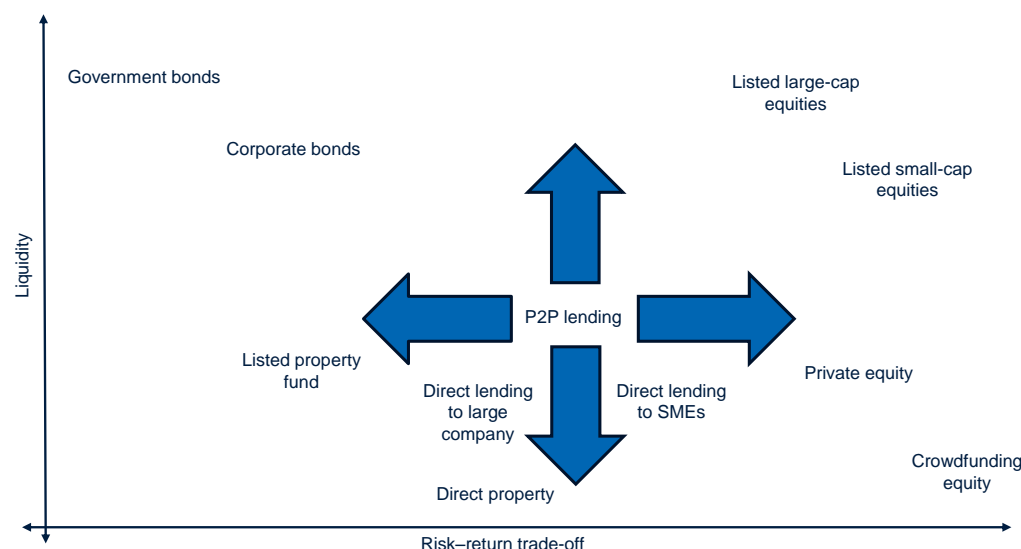 Government bonds
Listed large-cap
equities
Corporate bonds
Listed small-cap
equities
Liquidity
P2P lending
Listed property
fund
Private equity
Direct lending
to large
company
Direct lending
to SMEs
Crowdfunding
equity
Direct property
Risk–return trade-off